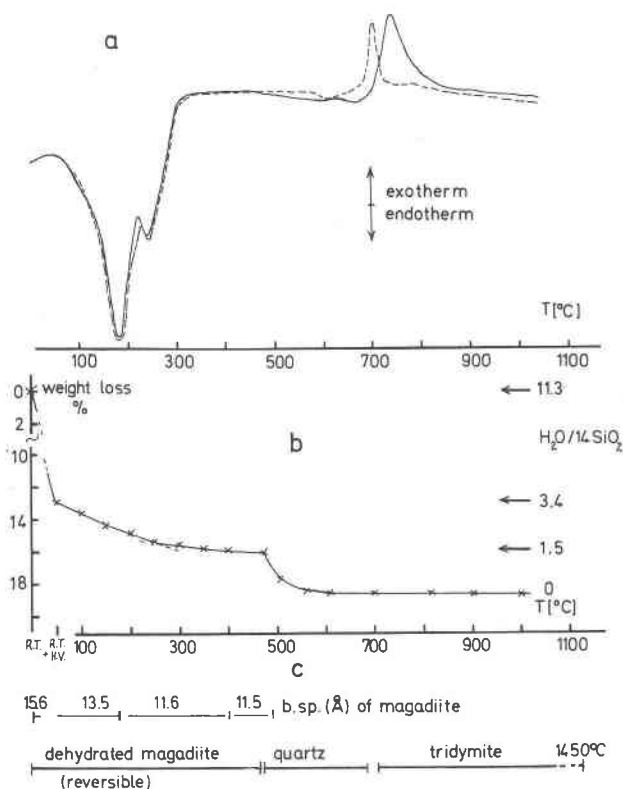 a
exotherm
endotherm
T[°C]
100 300 500 700 900 1100
0 weight loss 11.3
%
2
H₂O/14SiO₂
b
10
3.4
14
1.5
18
0
T[°C]
R.T. R.T. + H.V. 100 300 500 700 900 1100
c
15.6 13.5 11.6 11.5 b.sp.(Å) of magadiite
dehydrated magadiite quartz tridymite 1450°C
(reversible)